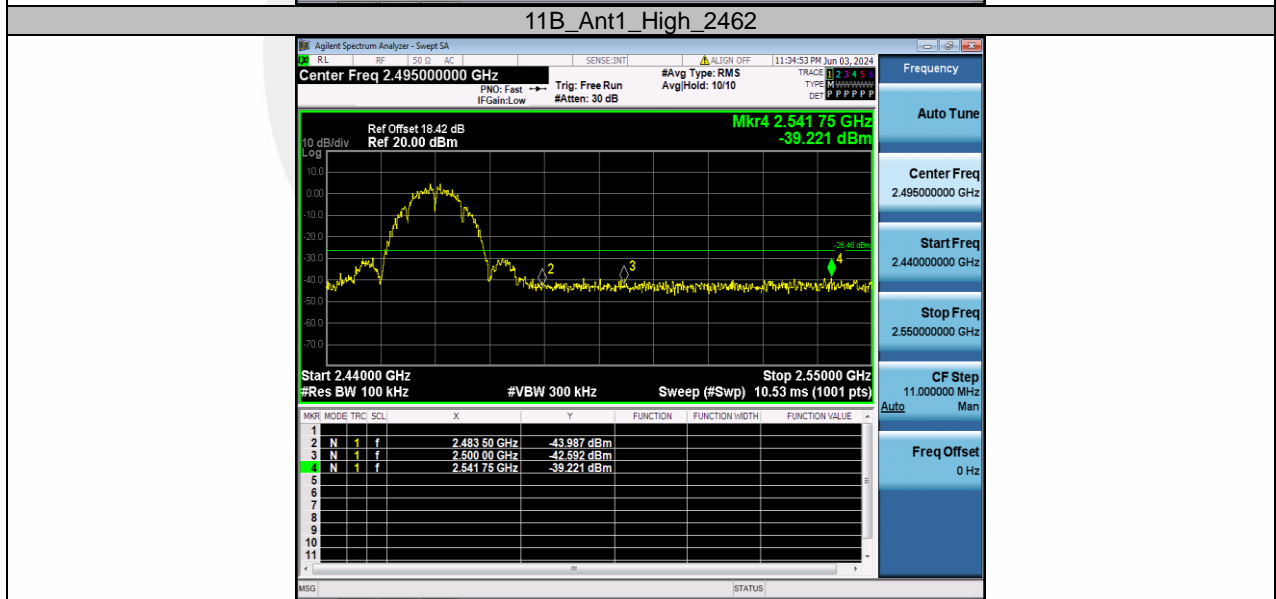 11B_Ant1_High_2462
Agilent Spectrum Analyzer - Swept SA
RL RF 50 Ω AC SENSE:INT ALIGN OFF 11:34:53 PM Jun 03, 2024
Center Freq 2.495000000 GHz
PNO: Fast
IFGain:Low
Trig: Free Run
#Atten: 30 dB
#Avg Type: RMS
Avg|Hold: 10/10
TRACE 1 2 3 4 5 6
TYPE M WWWWW
DET P P P P P P
Frequency
Mkr4 2.541 75 GHz
-39.221 dBm
Ref Offset 18.42 dB
10 dB/div Ref 20.00 dBm
Log
10.0
0.00
-10.0
-20.0
-30.0
-40.0
-50.0
-60.0
-70.0
-26.46 dBm
2
3
4
Start 2.44000 GHz Stop 2.55000 GHz
#Res BW 100 kHz #VBW 300 kHz Sweep (#Swp) 10.53 ms (1001 pts)
MKR MODE TRC SCL X Y FUNCTION FUNCTION WIDTH FUNCTION VALUE
1
2 N 1 f 2.483 50 GHz -43.987 dBm
3 N 1 f 2.500 00 GHz -42.592 dBm
4 N 1 f 2.541 75 GHz -39.221 dBm
5
6
7
8
9
10
11
MSG STATUS
Auto Tune
Center Freq
2.495000000 GHz
Start Freq
2.440000000 GHz
Stop Freq
2.550000000 GHz
CF Step
11.000000 MHz
Auto Man
Freq Offset
0 Hz